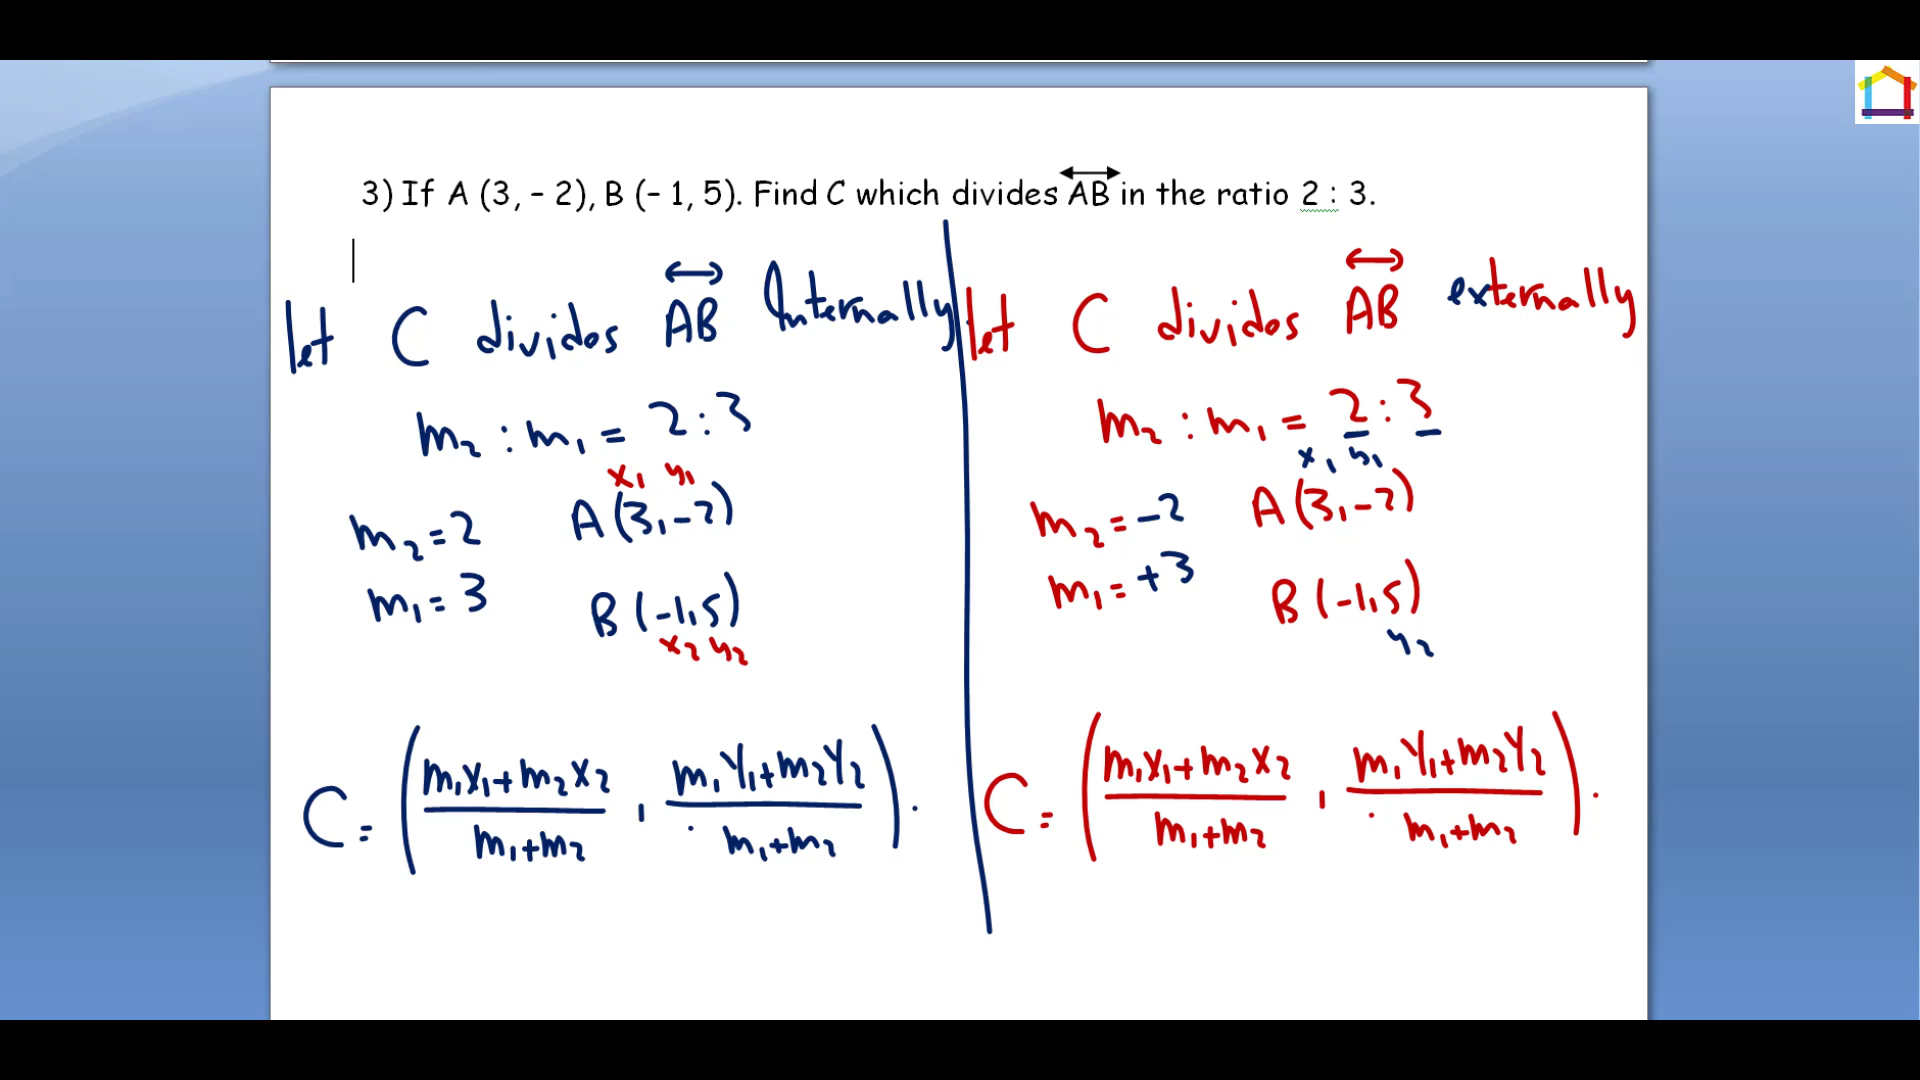 3) If A (3, – 2), B (– 1, 5). Find C which divides AB in the ratio 2 : 3.
let C divides AB Internally
m2 : m1 = 2 : 3
x1 y1
m2 = 2 A (3, -2)
m1 = 3 B (-1, 5)
x2 y2
C = ( m1x1+m2x2 / m1+m2 , m1y1+m2y2 / m1+m2 ).
let C divides AB externally
m2 : m1 = 2 : 3
x1 y1
m2 = -2 A (3, -2)
m1 = +3 B (-1, 5)
y2
C = ( m1x1+m2x2 / m1+m2 , m1y1+m2y2 / m1+m2 ).